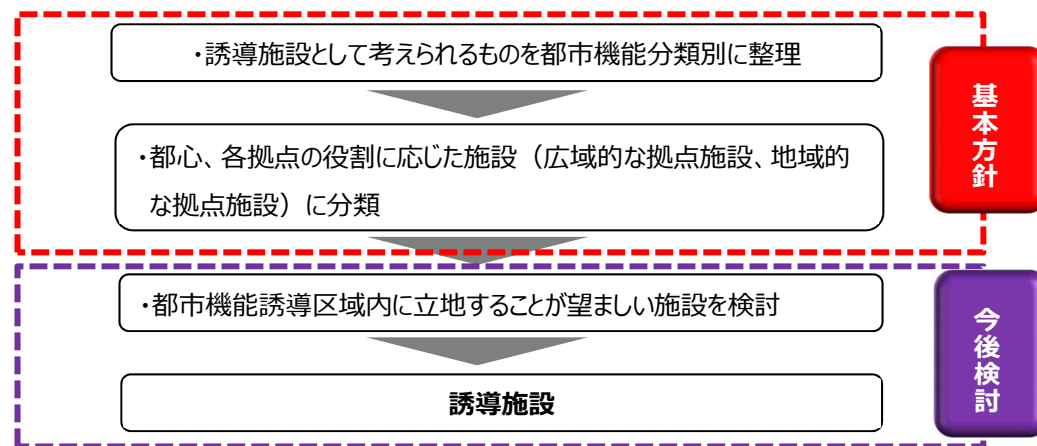 ・誘導施設として考えられるものを都市機能分類別に整理
基本方針
・都心、各拠点の役割に応じた施設（広域的な拠点施設、地域的
な拠点施設）に分類
・都市機能誘導区域内に立地することが望ましい施設を検討
今後検討
誘導施設